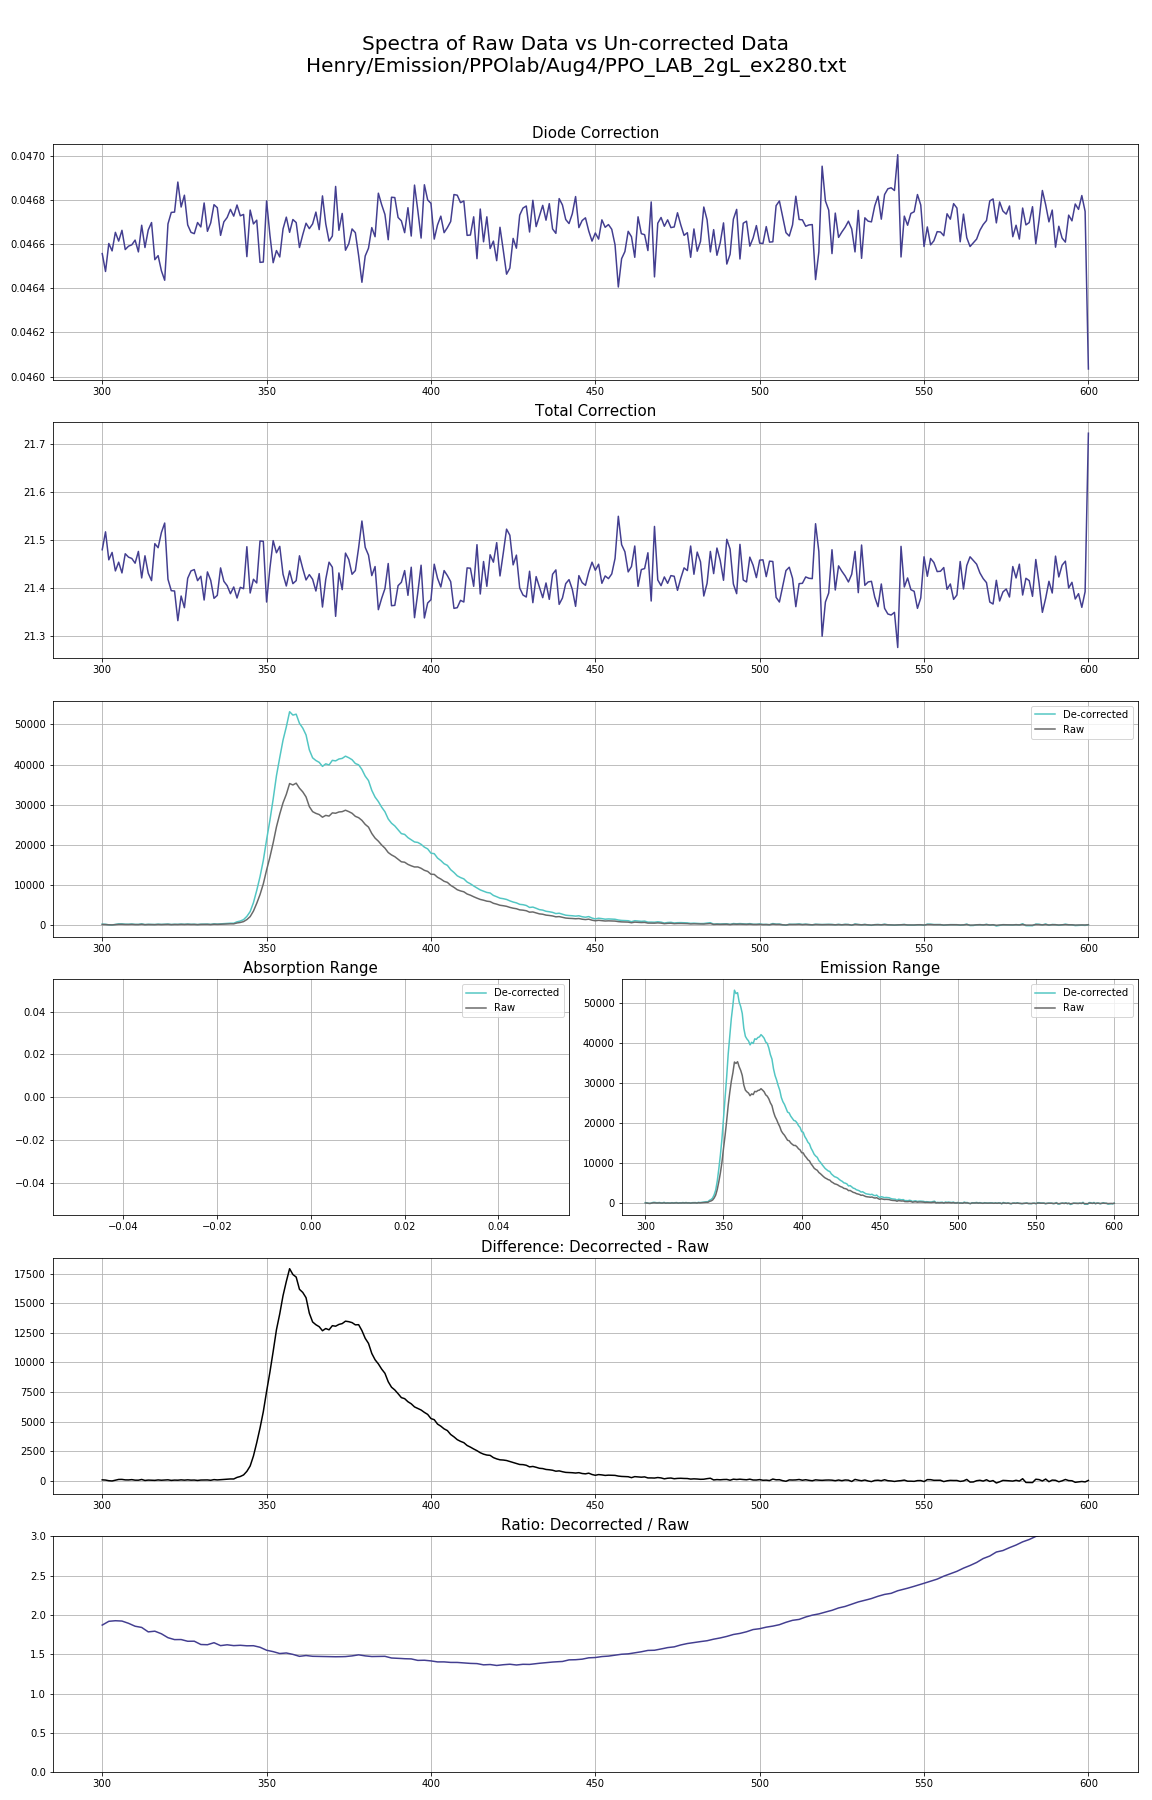 Spectra of Raw Data vs Un-corrected Data
Henry/Emission/PPOlab/Aug4/PPO_LAB_2gL_ex280.txt
Diode Correction
0.0470
0.0468
0.0466
0.0464
0.0462
0.0460
300 350 400 450 500 550 600
Total Correction
21.7
21.6
21.5
21.4
21.3
300 350 400 450 500 550 600
De-corrected
Raw
50000
40000
30000
20000
10000
0
300 350 400 450 500 550 600
Absorption Range
De-corrected
Raw
0.04
0.02
0.00
−0.02
−0.04
−0.04 −0.02 0.00 0.02 0.04
Emission Range
De-corrected
Raw
50000
40000
30000
20000
10000
0
300 350 400 450 500 550 600
Difference: Decorrected - Raw
17500
15000
12500
10000
7500
5000
2500
0
300 350 400 450 500 550 600
Ratio: Decorrected / Raw
3.0
2.5
2.0
1.5
1.0
0.5
0.0
300 350 400 450 500 550 600